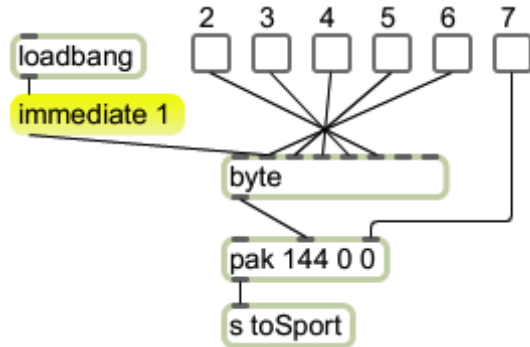 2 3 4 5 6 7
loadbang
immediate 1
byte
pak 144 0 0
s toSport